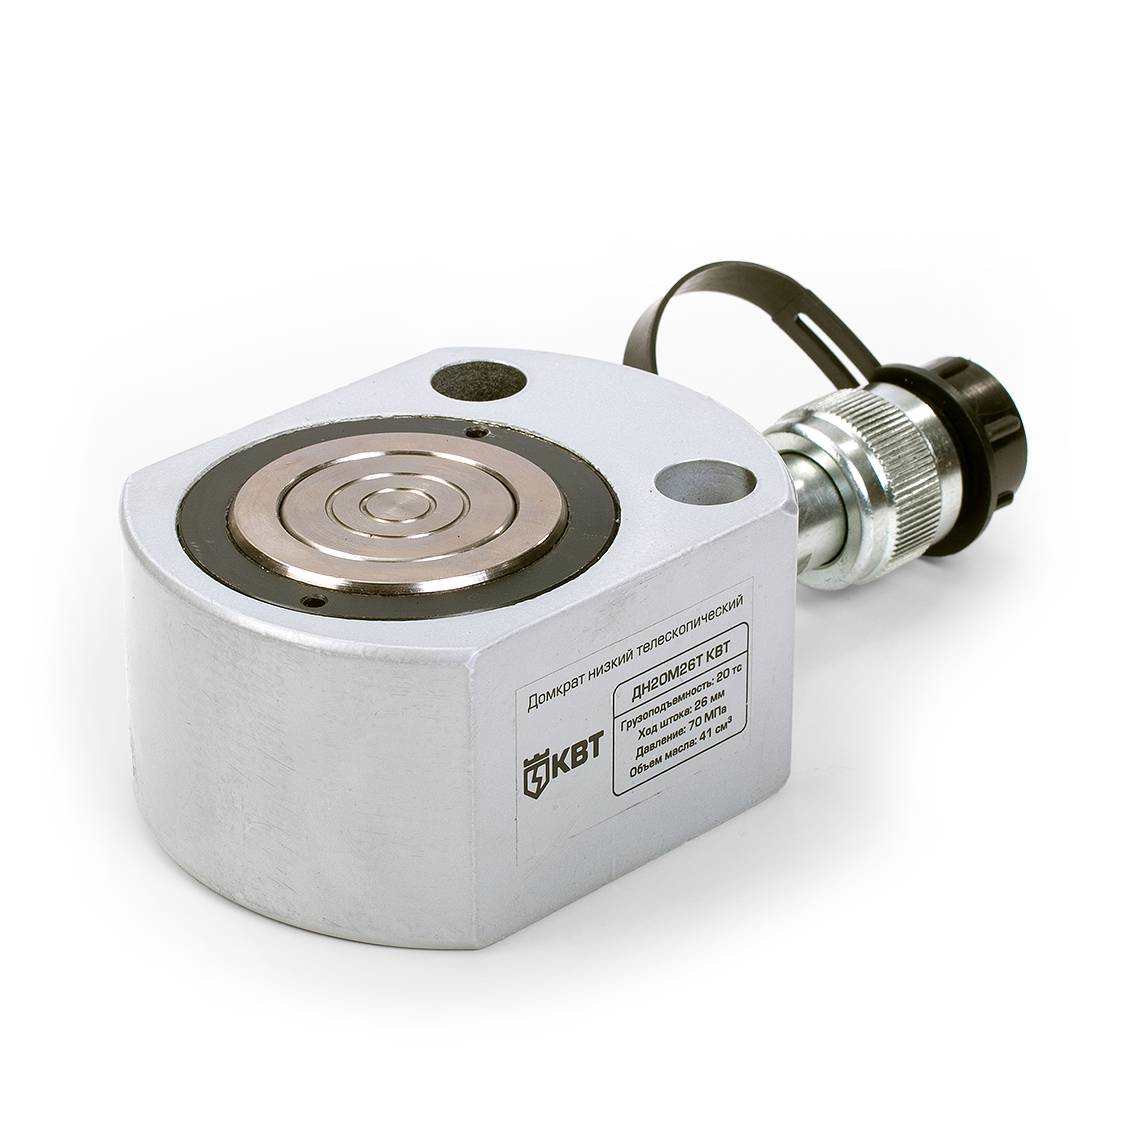 Домкрат низкий телескопический
КВТ
ДН20М26Т КВТ
Грузоподъемность: 20 тс
Ход штока: 26 мм
Давление: 70 МПа
Объем масла: 41 см³